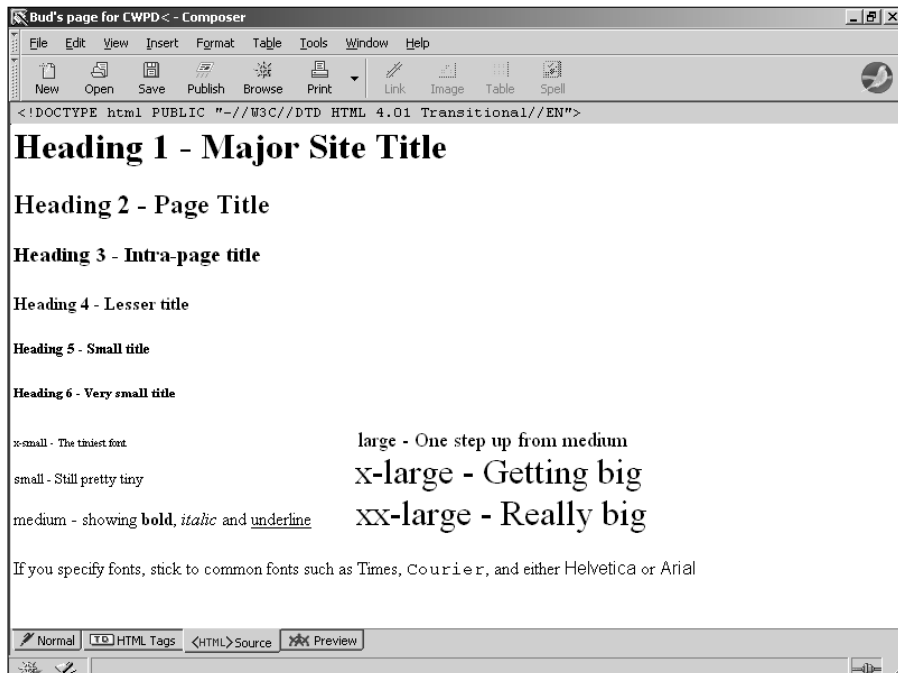 Bud's page for CWPD< - Composer
File Edit View Insert Format Table Tools Window Help
New Open Save Publish Browse Print Link Image Table Spell
<!DOCTYPE html PUBLIC "-//W3C//DTD HTML 4.01 Transitional//EN">
Heading 1 - Major Site Title
Heading 2 - Page Title
Heading 3 - Intra-page title
Heading 4 - Lesser title
Heading 5 - Small title
Heading 6 - Very small title
x-small - The tiniest font large - One step up from medium
small - Still pretty tiny x-large - Getting big
medium - showing bold, italic and underline xx-large - Really big
If you specify fonts, stick to common fonts such as Times, Courier, and either Helvetica or Arial
Normal TD HTML Tags <HTML> Source Preview